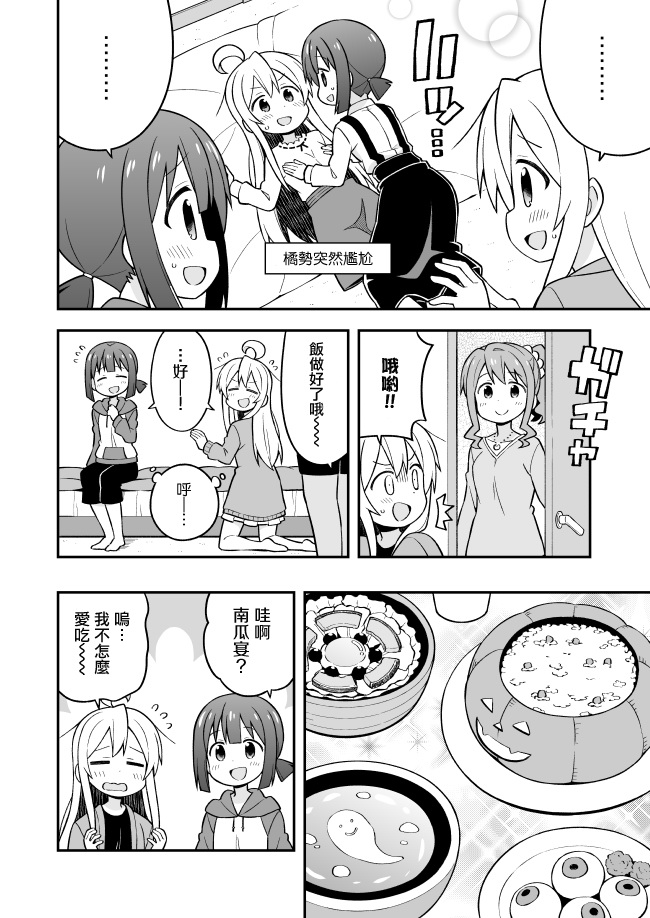 ………
ガッ…
………
橘勢突然尷尬
ガチャ
哦喲!!
飯做好了哦~~
…好——!
呼——…
哇啊
南瓜宴?
嗚…
我不怎麼
愛吃~~